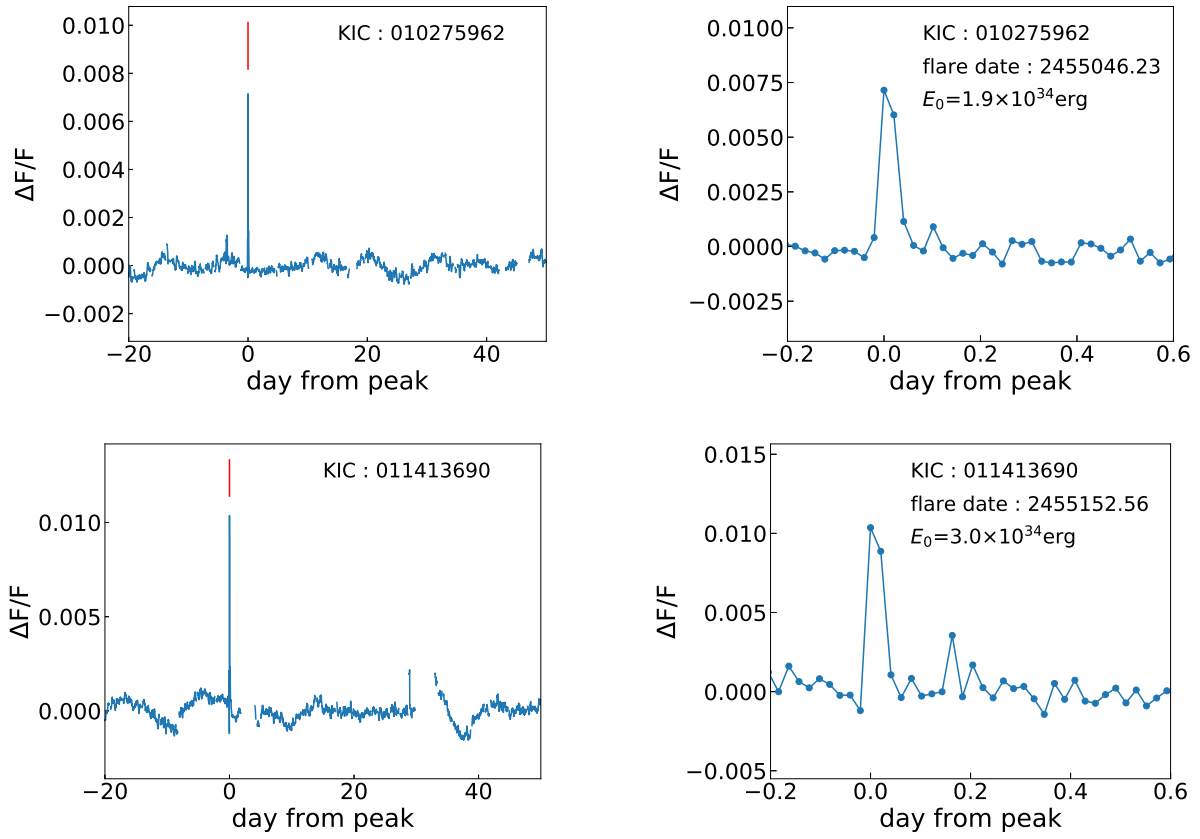 0.010
0.008
0.006
0.004
0.002
0.000
−0.002
ΔF/F
KIC : 010275962
−20
0
20
40
day from peak
0.0100
0.0075
0.0050
0.0025
0.0000
−0.0025
ΔF/F
KIC : 010275962
flare date : 2455046.23
E₀=1.9×10³⁴erg
−0.2
0.0
0.2
0.4
0.6
day from peak
0.010
0.005
0.000
ΔF/F
KIC : 011413690
−20
0
20
40
day from peak
0.015
0.010
0.005
0.000
−0.005
ΔF/F
KIC : 011413690
flare date : 2455152.56
E₀=3.0×10³⁴erg
−0.2
0.0
0.2
0.4
0.6
day from peak